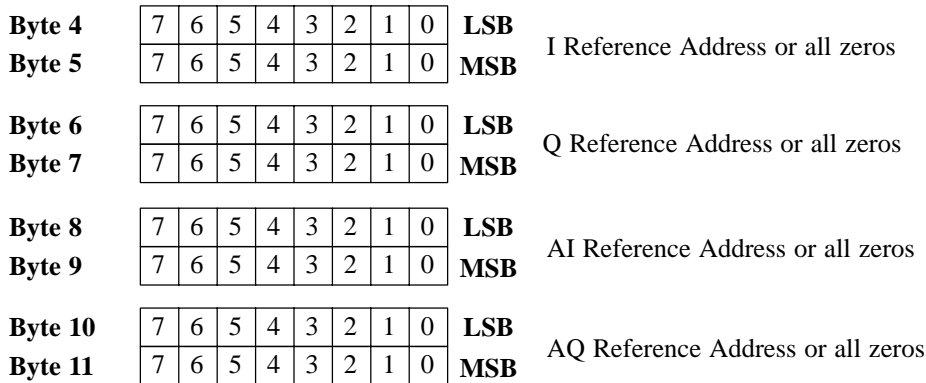 Byte 4 7 6 5 4 3 2 1 0 LSB
I Reference Address or all zeros
Byte 5 7 6 5 4 3 2 1 0 MSB
Byte 6 7 6 5 4 3 2 1 0 LSB
Q Reference Address or all zeros
Byte 7 7 6 5 4 3 2 1 0 MSB
Byte 8 7 6 5 4 3 2 1 0 LSB
AI Reference Address or all zeros
Byte 9 7 6 5 4 3 2 1 0 MSB
Byte 10 7 6 5 4 3 2 1 0 LSB
AQ Reference Address or all zeros
Byte 11 7 6 5 4 3 2 1 0 MSB